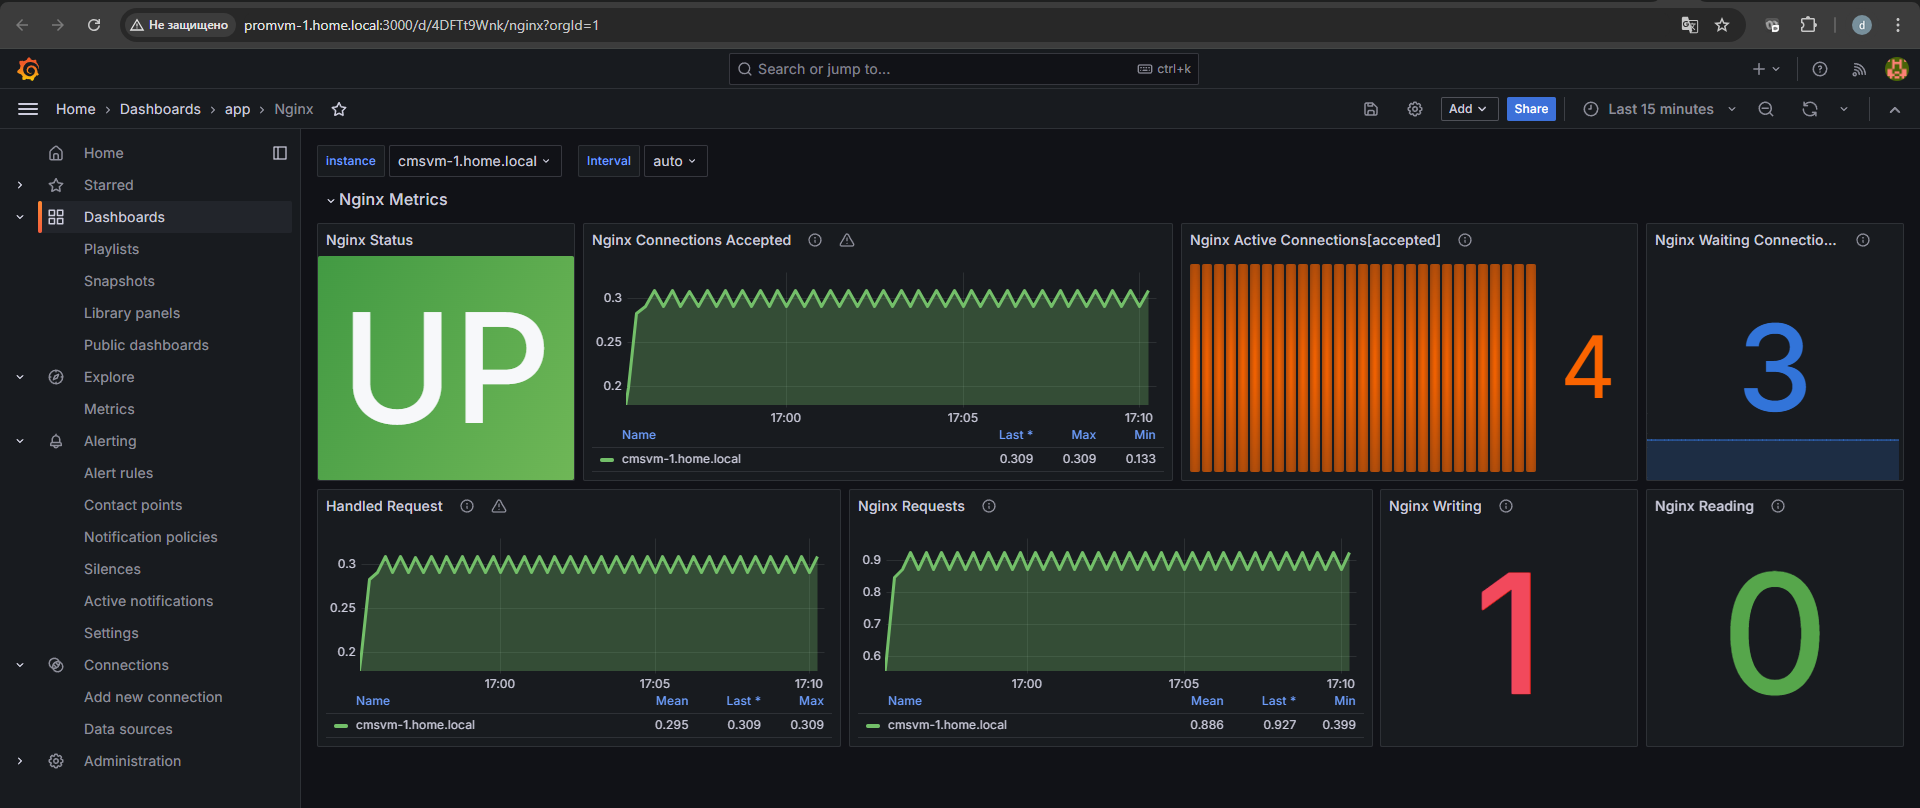 Не защищено promvm-1.home.local:3000/d/4DFTt9Wnk/nginx?orgId=1 d
Search or jump to... ctrl+k
Home › Dashboards › app › Nginx Add Share Last 15 minutes
Home
Starred
Dashboards
Playlists
Snapshots
Library panels
Public dashboards
Explore
Metrics
Alerting
Alert rules
Contact points
Notification policies
Silences
Active notifications
Settings
Connections
Add new connection
Data sources
Administration
instance cmsvm-1.home.local Interval auto
Nginx Metrics
Nginx Status
UP
Nginx Connections Accepted
0.3
0.25
0.2
17:00 17:05 17:10
Name Last * Max Min
cmsvm-1.home.local 0.309 0.309 0.133
Nginx Active Connections[accepted]
4
Nginx Waiting Connectio...
3
Handled Request
0.3
0.25
0.2
17:00 17:05 17:10
Name Mean Last * Max
cmsvm-1.home.local 0.295 0.309 0.309
Nginx Requests
0.9
0.8
0.7
0.6
17:00 17:05 17:10
Name Mean Last * Min
cmsvm-1.home.local 0.886 0.927 0.399
Nginx Writing
1
Nginx Reading
0